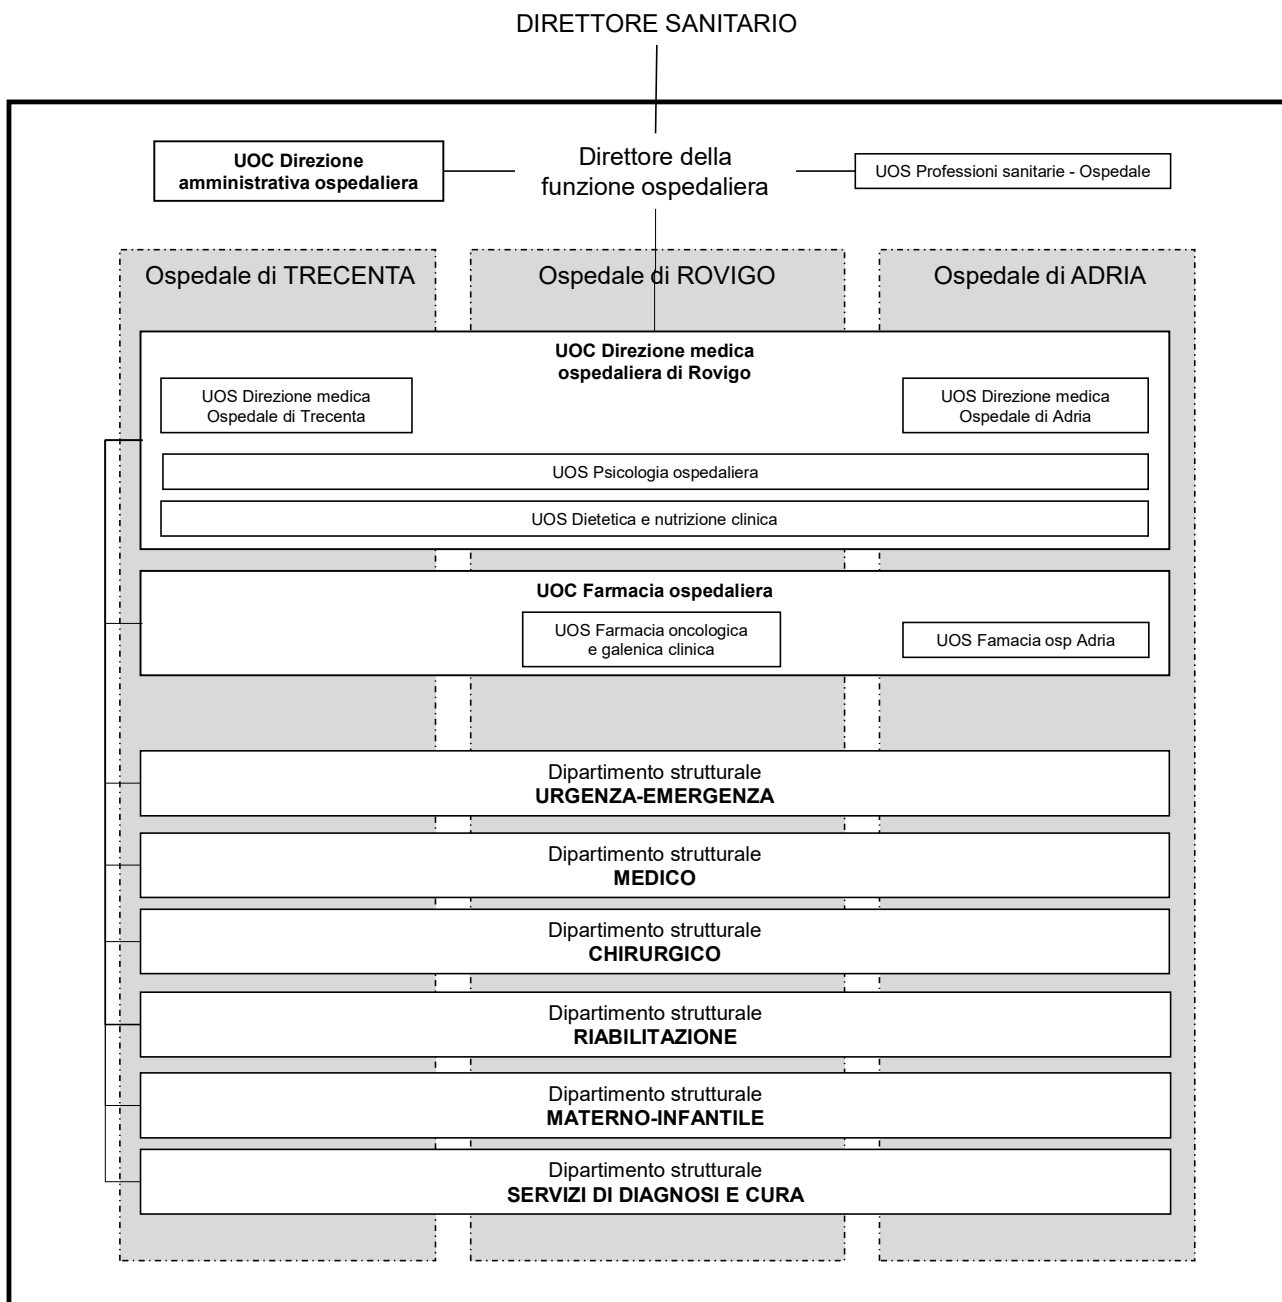 DIRETTORE SANITARIO
UOC Direzione
amministrativa ospedaliera
Direttore della
funzione ospedaliera
UOS Professioni sanitarie - Ospedale
Ospedale di TRECENTA
Ospedale di ROVIGO
Ospedale di ADRIA
UOC Direzione medica
ospedaliera di Rovigo
UOS Direzione medica
Ospedale di Trecenta
UOS Direzione medica
Ospedale di Adria
UOS Psicologia ospedaliera
UOS Dietetica e nutrizione clinica
UOC Farmacia ospedaliera
UOS Farmacia oncologica
e galenica clinica
UOS Famacia osp Adria
Dipartimento strutturale
URGENZA-EMERGENZA
Dipartimento strutturale
MEDICO
Dipartimento strutturale
CHIRURGICO
Dipartimento strutturale
RIABILITAZIONE
Dipartimento strutturale
MATERNO-INFANTILE
Dipartimento strutturale
SERVIZI DI DIAGNOSI E CURA